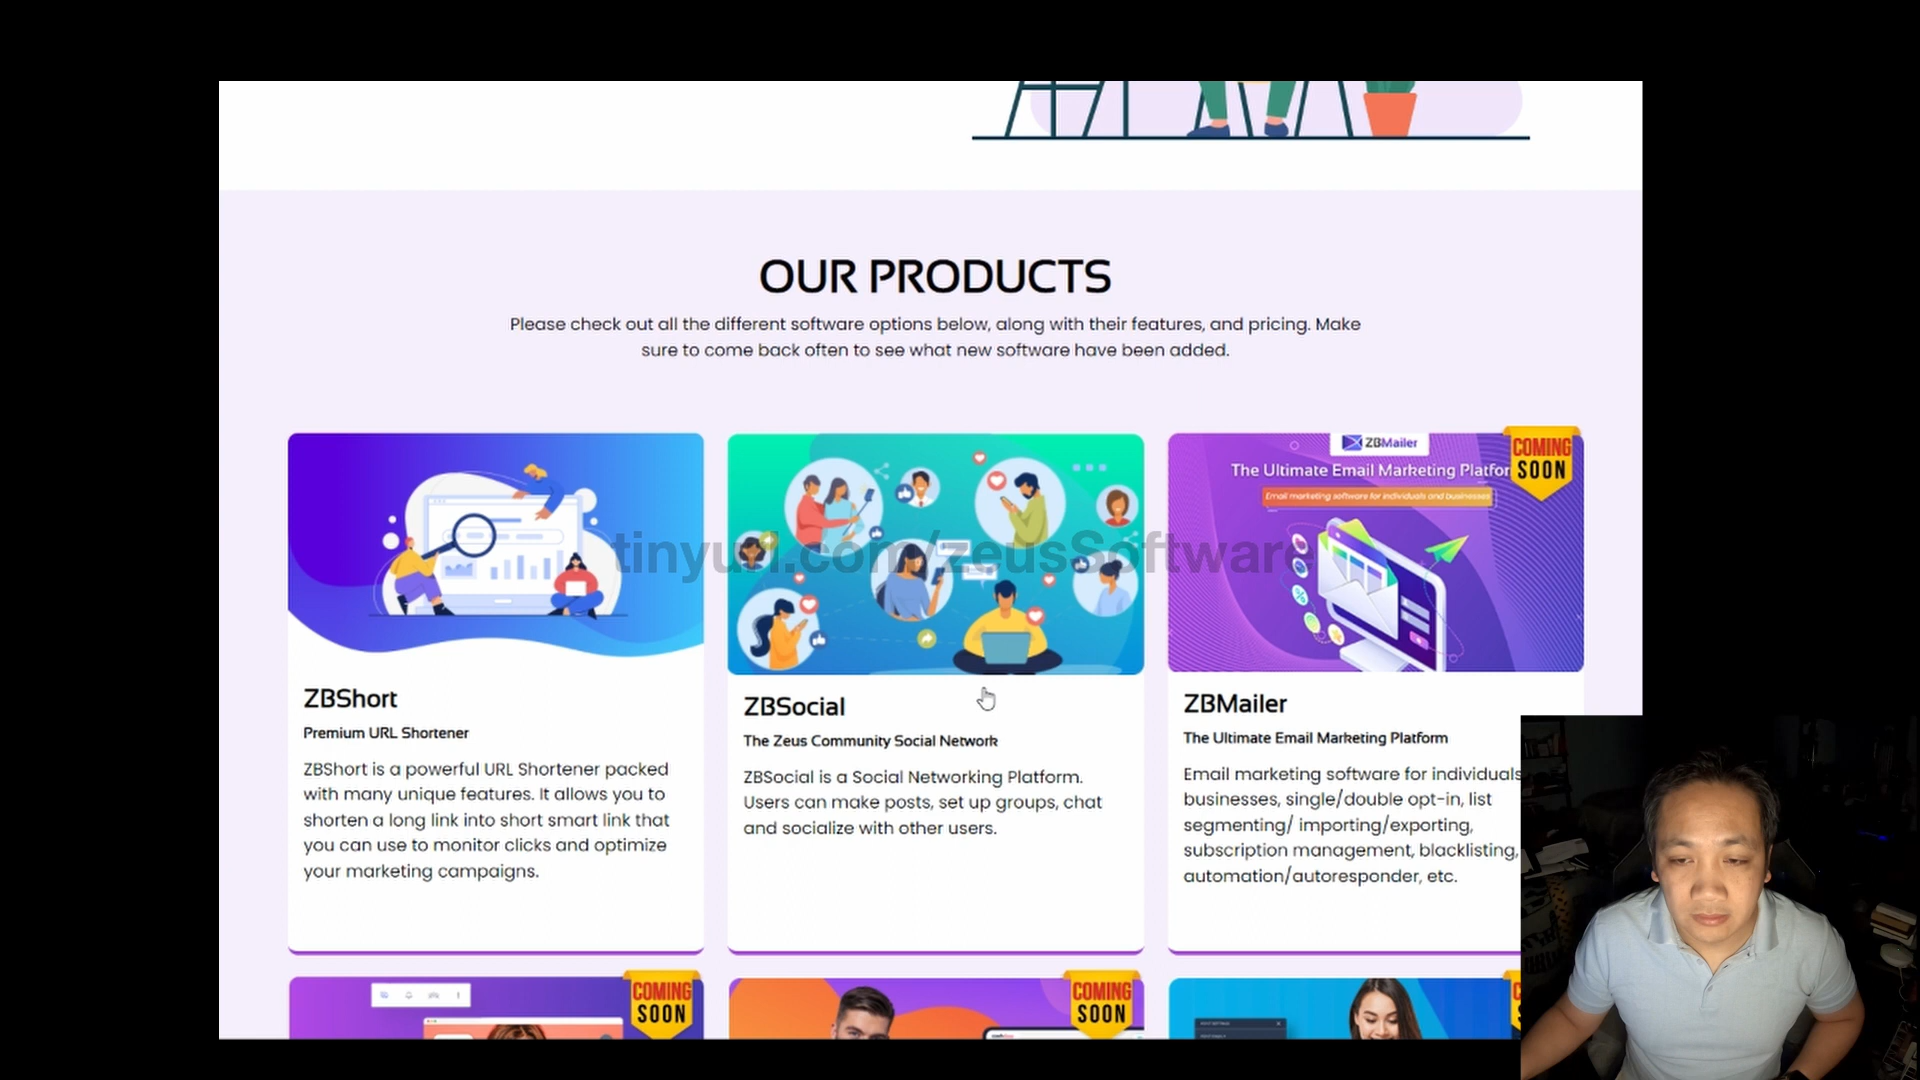 OUR PRODUCTS
Please check out all the different software options below, along with their features, and pricing. Make
sure to come back often to see what new software have been added.
ZBMailer
The Ultimate Email Marketing Platfor
Email marketing software for individuals and businesses
COMING
SOON
tinyurl.com/zeusSoftware
ZBShort
Premium URL Shortener
ZBShort is a powerful URL Shortener packed
with many unique features. It allows you to
shorten a long link into short smart link that
you can use to monitor clicks and optimize
your marketing campaigns.
ZBSocial
The Zeus Community Social Network
ZBSocial is a Social Networking Platform.
Users can make posts, set up groups, chat
and socialize with other users.
ZBMailer
The Ultimate Email Marketing Platform
Email marketing software for individuals
businesses, single/double opt-in, list
segmenting/ importing/exporting,
subscription management, blacklisting,
automation/autoresponder, etc.
COMING
SOON
COMING
SOON